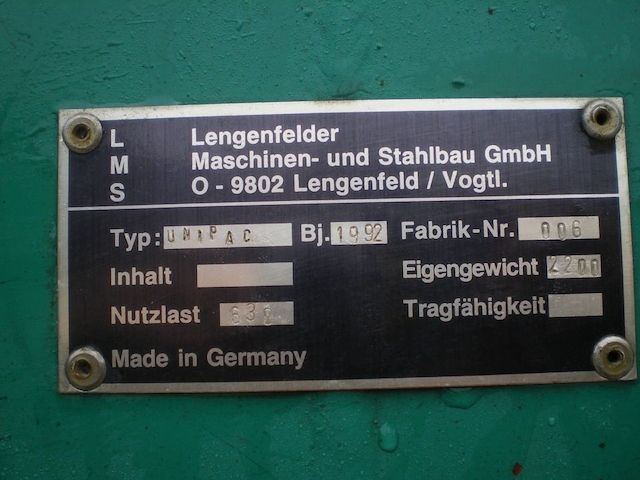 L Lengenfelder
M Maschinen- und Stahlbau GmbH
S O - 9802 Lengenfeld / Vogtl.
Typ: UNIPAC Bj. 1992 Fabrik-Nr. 006
Inhalt Eigengewicht 2200
Nutzlast Tragfähigkeit
Made in Germany